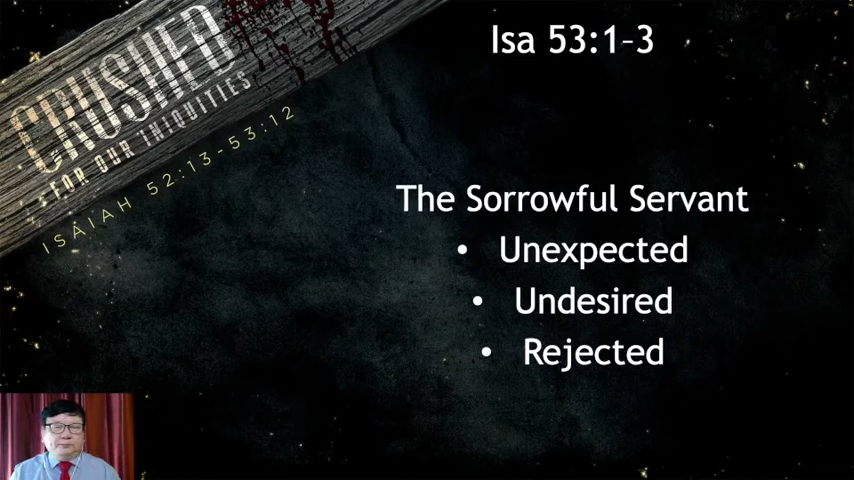 CRUSHED
FOR OUR INIQUITIES
ISAIAH 52:13-53:12
Isa 53:1–3
The Sorrowful Servant
• Unexpected
• Undesired
• Rejected